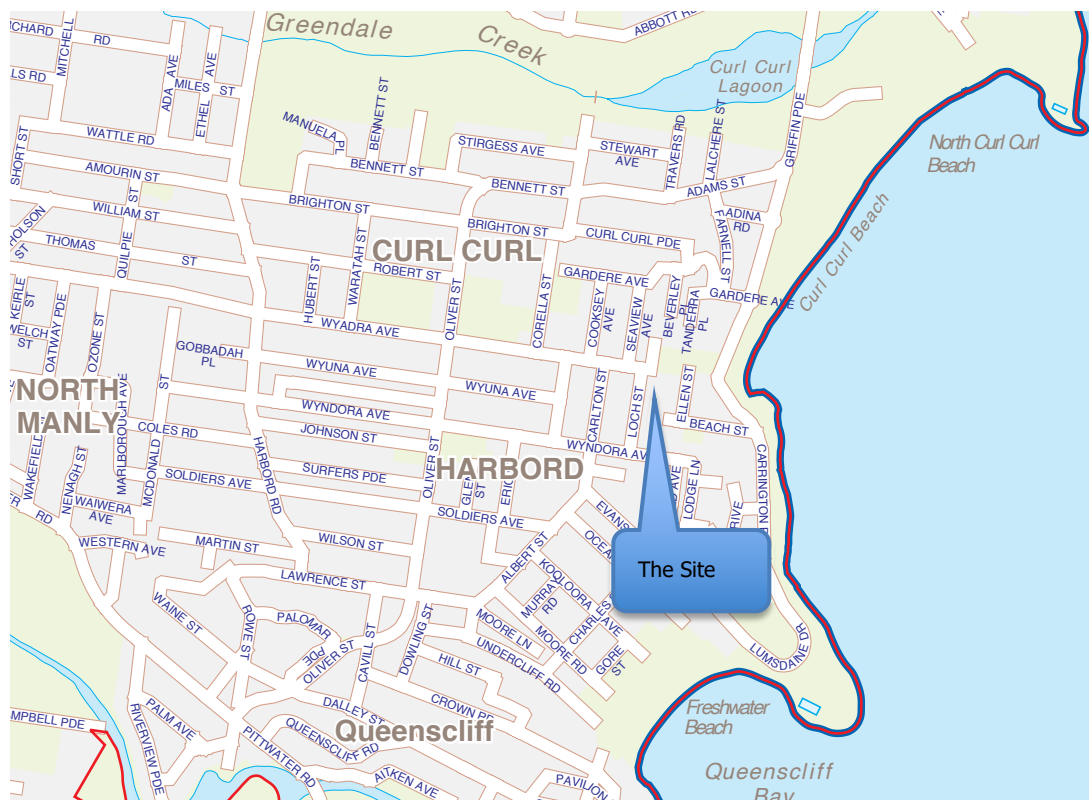 Greendale
Creek
ABBOTT R
RCHARD RD
MITCHELL
LLS RD
ADA AVE
ETHEL AVE
MILES ST
Curl Curl
Lagoon
GRIFFIN PDE
North Curl Curl
Beach
Curl Curl Beach
SHORT ST
WATTLE RD
MANUELA
PL
BENNETT ST
STIRGESS AVE
STEWART
AVE
TRAVERS RD
LALCHERE ST
AMOURIN ST
BENNETT ST
BENNETT ST
ADAMS ST
ADINA
RD
FARNELL ST
WILLIAM ST
QUILPIE ST
BRIGHTON ST
BRIGHTON ST
CURL CURL PDE
THOMAS ST
CURL CURL
WARATAH ST
ROBERT ST
GARDERE AVE
GARDERE AVE
HUBERT ST
OLIVER ST
CORELLA ST
COOKSEY
AVE
SEAVIEW
AVE
BEVERLEY
PL
TANDERRA
PL
KEIRLE
ST
WELCH
ST
OATWAY PDE
OZONE ST
GOBBADAH
PL
WYADRA AVE
WYUNA AVE
WYUNA AVE
NORTH
MANLY
MARLBOROUGH AVE
WYNDORA AVE
CARLTON ST
LOCH ST
ELLEN ST
BEACH ST
COLES RD
JOHNSON ST
WYNDORA AVE
WAKEFIELD
NENAGH ST
MCDONALD ST
HARBORD RD
SURFERS PDE
OLIVER ST
HARBORD
LODGE LN
CARRINGTON P
SOLDIERS AVE
WAIWERA
AVE
SOLDIERS AVE
EVANS
RIVE
WESTERN AVE
MARTIN ST
WILSON ST
ALBERT ST
The Site
LAWRENCE ST
KOOLOORA AVE
MURRAY
RD
WAINE ST
ROWE ST
PALOMAR
PDE
OLIVER ST
CAVILL ST
DOWLING ST
MOORE LN
MOORE RD
UNDERCLIFF RD
GORE
ST
LUMSDAINE DR
HILL ST
CROWN RD
DALLEY ST
Freshwater
Beach
MPBELL PDE
RIVERVIEW PDE
PALM AVE
Queenscliff
QUEENSCLIFF RD
PITTWATER RD
AITKEN AVE
PAVILION
Queenscliff
Bay